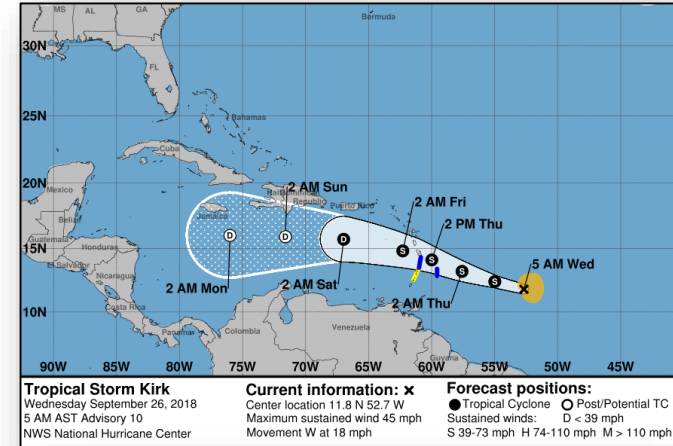 MS AL GA
Bermuda
30N
FL
25N
Bahamas
Cuba
20N
2 AM Sun
Mexico
Dominican
Republic
Puerto Rico
2 AM Fri
Jamaica
Belize
2 PM Thu
Guatemala
15N
Honduras
5 AM Wed
El Salvador
Nicaragua
2 AM Mon
2 AM Sat
2 AM Thu
10N
Costa Rica
Panama
Colombia
Venezuela
Guyana
D
D
D
S
S
S
S
90W 85W 80W 75W 70W 65W 60W 55W 50W 45W
Tropical Storm Kirk
Wednesday September 26, 2018
5 AM AST Advisory 10
NWS National Hurricane Center
Current information: ×
Center location 11.8 N 52.7 W
Maximum sustained wind 45 mph
Movement W at 18 mph
Forecast positions:
● Tropical Cyclone ○ Post/Potential TC
Sustained winds: D < 39 mph
S 39-73 mph H 74-110 mph M > 110 mph